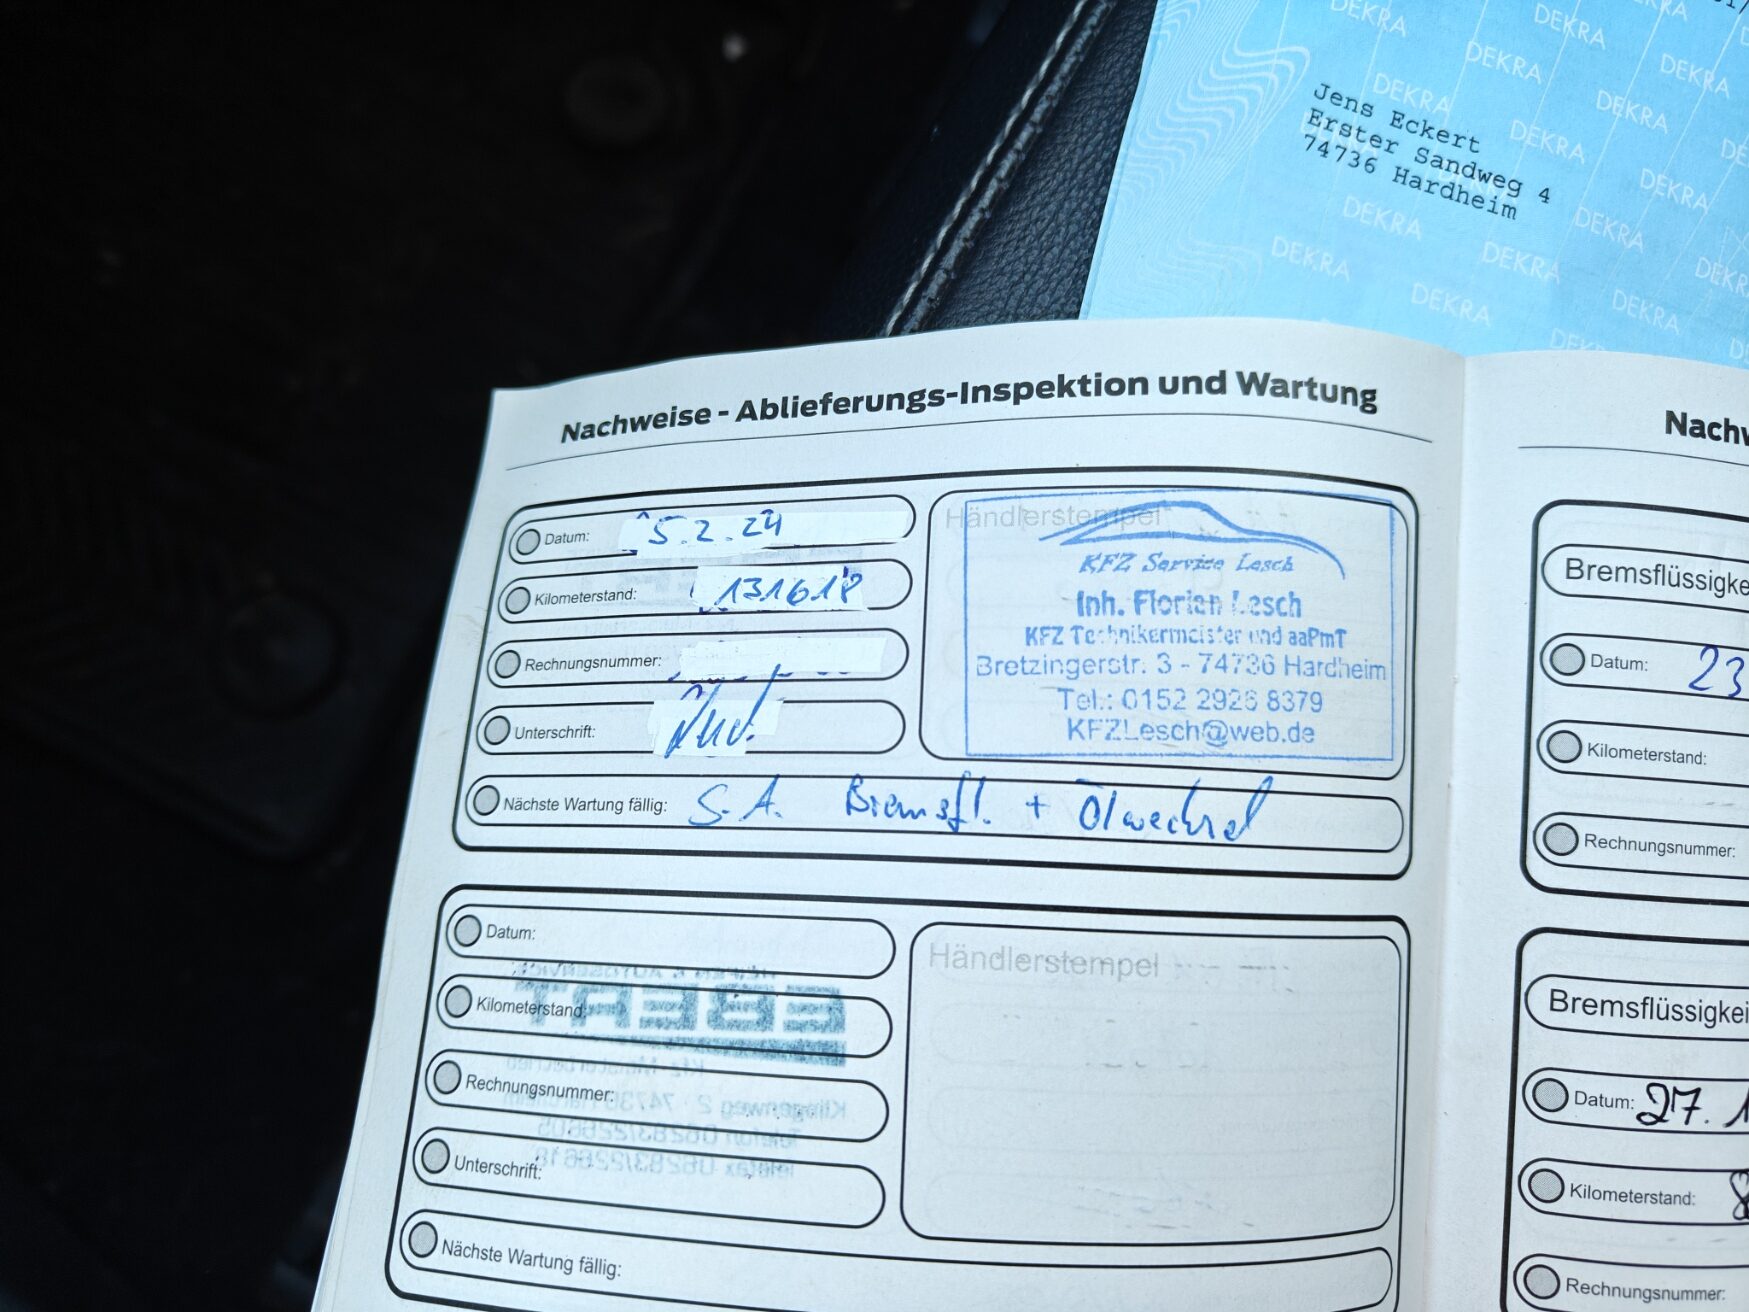 DEKRA
Jens Eckert
Erster Sandweg 4
74736 Hardheim
Nachweise - Ablieferungs-Inspektion und Wartung
Datum: 5.2.24
Kilometerstand: 131618
Rechnungsnummer:
Unterschrift:
Nächste Wartung fällig: S.A. Bremsfl. + Ölwechsel
Händlerstempel
KFZ Service Lesch
Inh. Florian Lesch
KFZ Technikermeister und aaPmT
Bretzingerstr. 3 - 74736 Hardheim
Tel.: 0152 2926 8379
KFZLesch@web.de
Datum:
Kilometerstand:
Rechnungsnummer:
Unterschrift:
Nächste Wartung fällig:
Händlerstempel
Nachw
Bremsflüssigke
Datum: 23
Kilometerstand:
Rechnungsnummer:
Bremsflüssigkei
Datum: 27.1
Kilometerstand: 8
Rechnungsnummer: